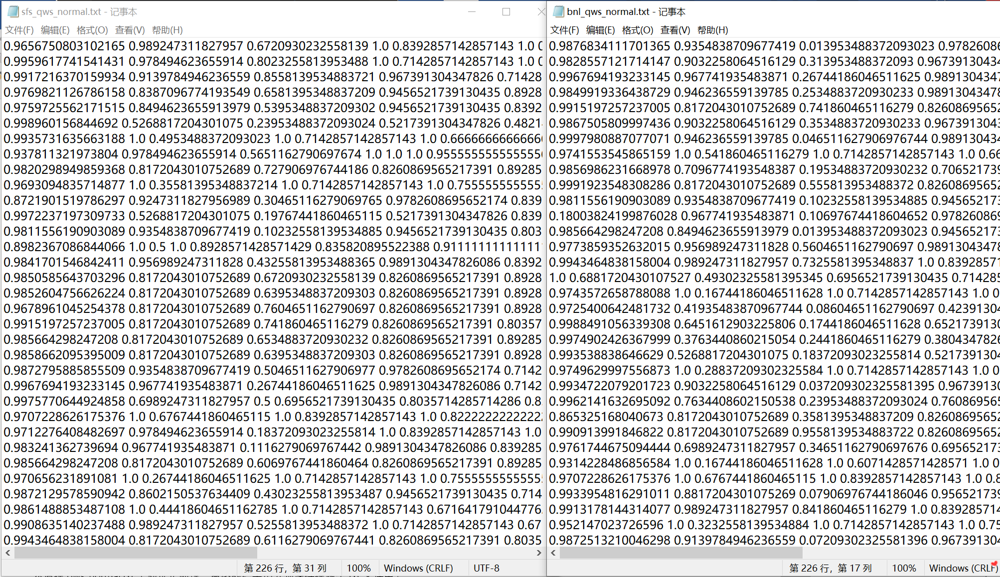 sfs_qws_normal.txt - 记事本
文件(F) 编辑(E) 格式(O) 查看(V) 帮助(H)
0.9656750803102165 0.989247311827957 0.6720930232558139 1.0 0.8392857142857143 1.0 0
0.9959617741541431 0.978494623655914 0.8023255813953488 1.0 0.7142857142857143 1.0 0
0.9917216370159934 0.9139784946236559 0.8558139534883721 0.967391304347826 0.71428
0.9769821126786158 0.8387096774193549 0.6581395348837209 0.9456521739130435 0.8928
0.9759725562171515 0.8494623655913979 0.5395348837209302 0.9456521739130435 0.8392
0.998960156844692 0.5268817204301075 0.23953488372093024 0.5217391304347826 0.4821
0.9935731635663188 1.0 0.4953488372093023 1.0 0.7142857142857143 1.0 0.66666666666666
0.937811321973804 0.978494623655914 0.5651162790697674 1.0 1.0 1.0 0.9555555555555556
0.9820298949859368 0.8172043010752689 0.727906976744186 0.8260869565217391 0.89285
0.9693094835714877 1.0 0.35581395348837214 1.0 0.7142857142857143 1.0 0.7555555555555
0.8721901519786297 0.9247311827956989 0.30465116279069765 0.9782608695652174 0.839
0.9972237197309733 0.5268817204301075 0.19767441860465115 0.5217391304347826 0.839
0.9811556190903089 0.9354838709677419 0.10232558139534885 0.9456521739130435 0.803
0.8982367086844066 1.0 0.5 1.0 0.8928571428571429 0.835820895522388 0.911111111111111
0.9841701546842411 0.956989247311828 0.43255813953488365 0.9891304347826086 0.8392
0.9850585643703296 0.8172043010752689 0.6720930232558139 0.8260869565217391 0.8928
0.9852604756626224 0.8172043010752689 0.6395348837209303 0.8260869565217391 0.8928
0.9678961045254378 0.8172043010752689 0.7604651162790697 0.8260869565217391 0.8928
0.9915197257237005 0.8172043010752689 0.741860465116279 0.8260869565217391 0.80357
0.985664298247208 0.8172043010752689 0.6534883720930232 0.8260869565217391 0.89285
0.9858662095395009 0.8172043010752689 0.6395348837209303 0.8260869565217391 0.8928
0.9872795885855509 0.9354838709677419 0.5046511627906977 0.9782608695652174 0.7142
0.9967694193233145 0.967741935483871 0.26744186046511625 0.9891304347826086 0.7142
0.9975770644924858 0.6989247311827957 0.5 0.6956521739130435 0.8035714285714286 0.8
0.9707228626175376 1.0 0.6767441860465115 1.0 0.8392857142857143 1.0 0.82222222222222
0.9712276408482697 0.978494623655914 0.18372093023255814 1.0 0.8392857142857143 1.0
0.983241362739694 0.967741935483871 0.1116279069767442 0.9891304347826086 0.839285
0.985664298247208 0.8172043010752689 0.6069767441860464 0.8260869565217391 0.89285
0.970656231891081 1.0 0.26744186046511625 1.0 0.7142857142857143 1.0 0.7555555555555
0.9872129578590942 0.8602150537634409 0.43023255813953487 0.9456521739130435 0.714
0.9861488853487108 1.0 0.44418604651162785 1.0 0.7142857142857143 0.671641791044776
0.9908635140237488 0.989247311827957 0.5255813953488372 1.0 0.7142857142857143 0.67
0.9943464838158004 0.8172043010752689 0.6116279069767441 0.8260869565217391 0.8035
第 226 行，第 31 列 100% Windows (CRLF) UTF-8
bnl_qws_normal.txt - 记事本
文件(F) 编辑(E) 格式(O) 查看(V) 帮助(H)
0.9876834111701365 0.9354838709677419 0.013953488372093023 0.97826086
0.9828557121714147 0.9032258064516129 0.313953488372093 0.9673913043
0.9967694193233145 0.967741935483871 0.26744186046511625 0.989130434
0.9849919336438729 0.946236559139785 0.2534883720930233 0.9891304347
0.9915197257237005 0.8172043010752689 0.741860465116279 0.82608695652
0.9867505809997436 0.9032258064516129 0.3534883720930233 0.967391304
0.9997980887077071 0.946236559139785 0.046511627906976744 0.98913043
0.9741553545865159 1.0 0.541860465116279 1.0 0.7142857142857143 1.0 0.66
0.9856986231668978 0.7096774193548387 0.19534883720930232 0.70652173
0.9991923548308286 0.8172043010752689 0.555813953488372 0.82608695652
0.9811556190903089 0.9354838709677419 0.10232558139534885 0.94565217
0.18003824199876028 0.967741935483871 0.10697674418604652 0.97826086
0.985664298247208 0.8494623655913979 0.013953488372093023 0.94565217
0.9773859352632015 0.956989247311828 0.5604651162790697 0.9891304347
0.9943464838158004 0.989247311827957 0.7325581395348837 1.0 0.83928571
1.0 0.6881720430107527 0.49302325581395345 0.6956521739130435 0.714285
0.9743572658788088 1.0 0.16744186046511628 1.0 0.7142857142857143 1.0 0
0.9725400642481732 0.41935483870967744 0.08604651162790697 0.4239130
0.9988491056339308 0.6451612903225806 0.1744186046511628 0.652173913
0.9974902426367999 0.3763440860215054 0.2441860465116279 0.380434782
0.993538838646629 0.5268817204301075 0.18372093023255814 0.521739130
0.9749629997556873 1.0 0.28837209302325584 1.0 0.7142857142857143 1.0 0
0.9934722079201723 0.9032258064516129 0.037209302325581395 0.9673913
0.9962141632695092 0.7634408602150538 0.23953488372093024 0.76086956
0.865325168040673 0.8172043010752689 0.3581395348837209 0.82608695652
0.990913991846822 0.8172043010752689 0.9558139534883722 0.82608695652
0.9761744675094444 0.6989247311827957 0.34651162790697676 0.69565217
0.9314228486856584 1.0 0.16744186046511628 1.0 0.6071428571428571 1.0 0
0.9707228626175376 1.0 0.6767441860465115 1.0 0.8392857142857143 1.0 0.8
0.9933954816291011 0.8817204301075269 0.07906976744186046 0.95652173
0.9913178144314077 0.989247311827957 0.841860465116279 1.0 0.839285714
0.952147023726596 1.0 0.3232558139534884 1.0 0.7142857142857143 1.0 0.75
0.9872513210046298 0.9139784946236559 0.07209302325581396 0.96739130
第 226 行，第 17 列 100% Windows (CRLF)